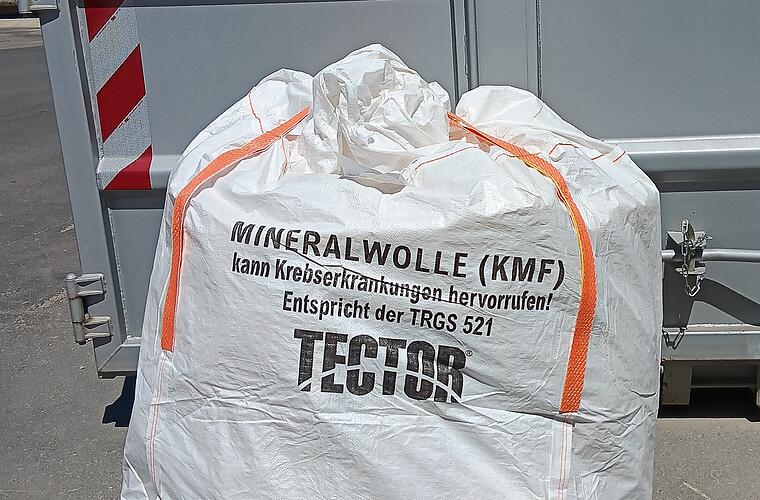 MINERALWOLLE (KMF)
kann Krebserkrankungen hervorrufen!
Entspricht der TRGS 521
TECTOR®